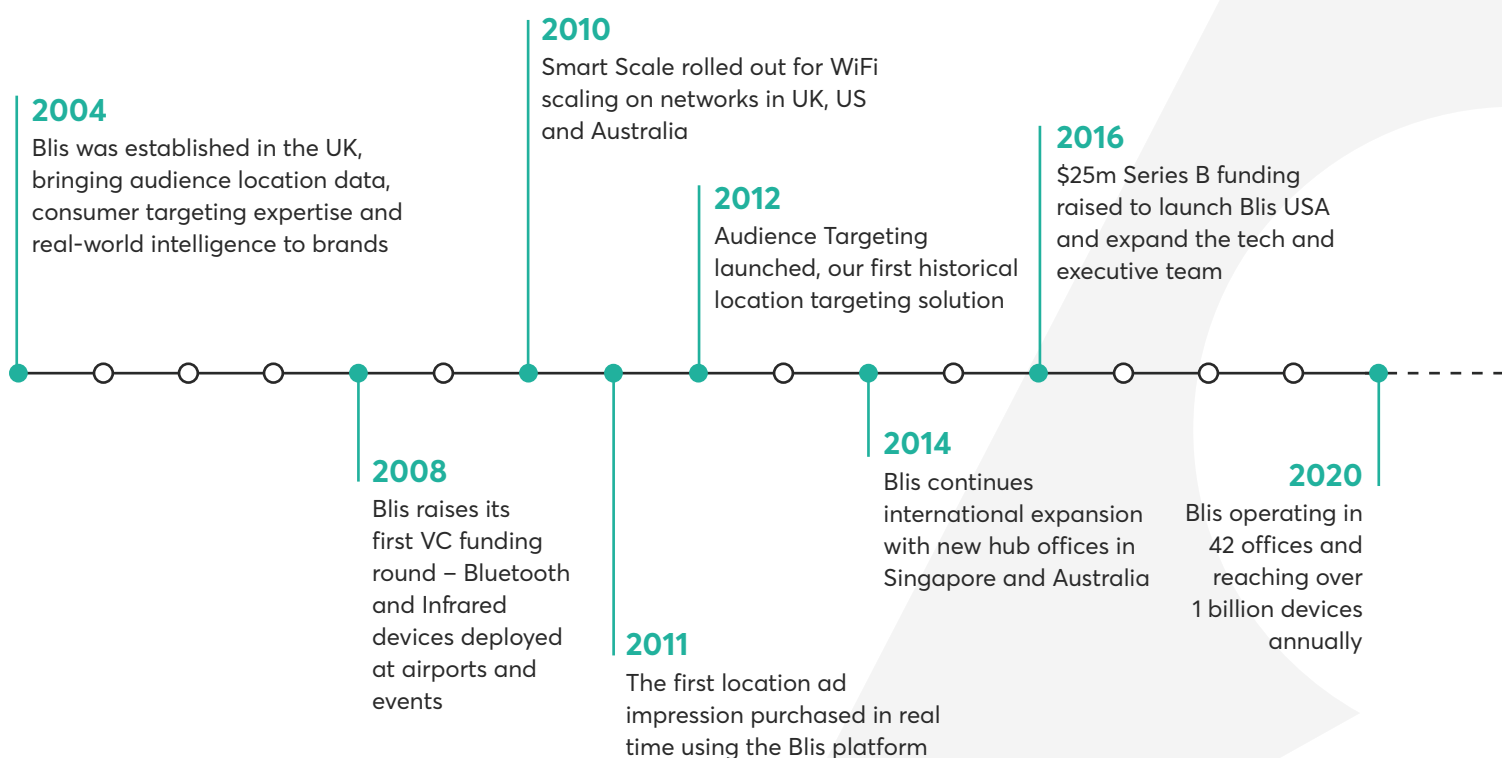 2004
Blis was established in the UK,
bringing audience location data,
consumer targeting expertise and
real-world intelligence to brands
2008
Blis raises its
first VC funding
round – Bluetooth
and Infrared
devices deployed
at airports and
events
2010
Smart Scale rolled out for WiFi
scaling on networks in UK, US
and Australia
2011
The first location ad
impression purchased in real
time using the Blis platform
2012
Audience Targeting
launched, our first historical
location targeting solution
2014
Blis continues
international expansion
with new hub offices in
Singapore and Australia
2016
$25m Series B funding
raised to launch Blis USA
and expand the tech and
executive team
2020
Blis operating in
42 offices and
reaching over
1 billion devices
annually